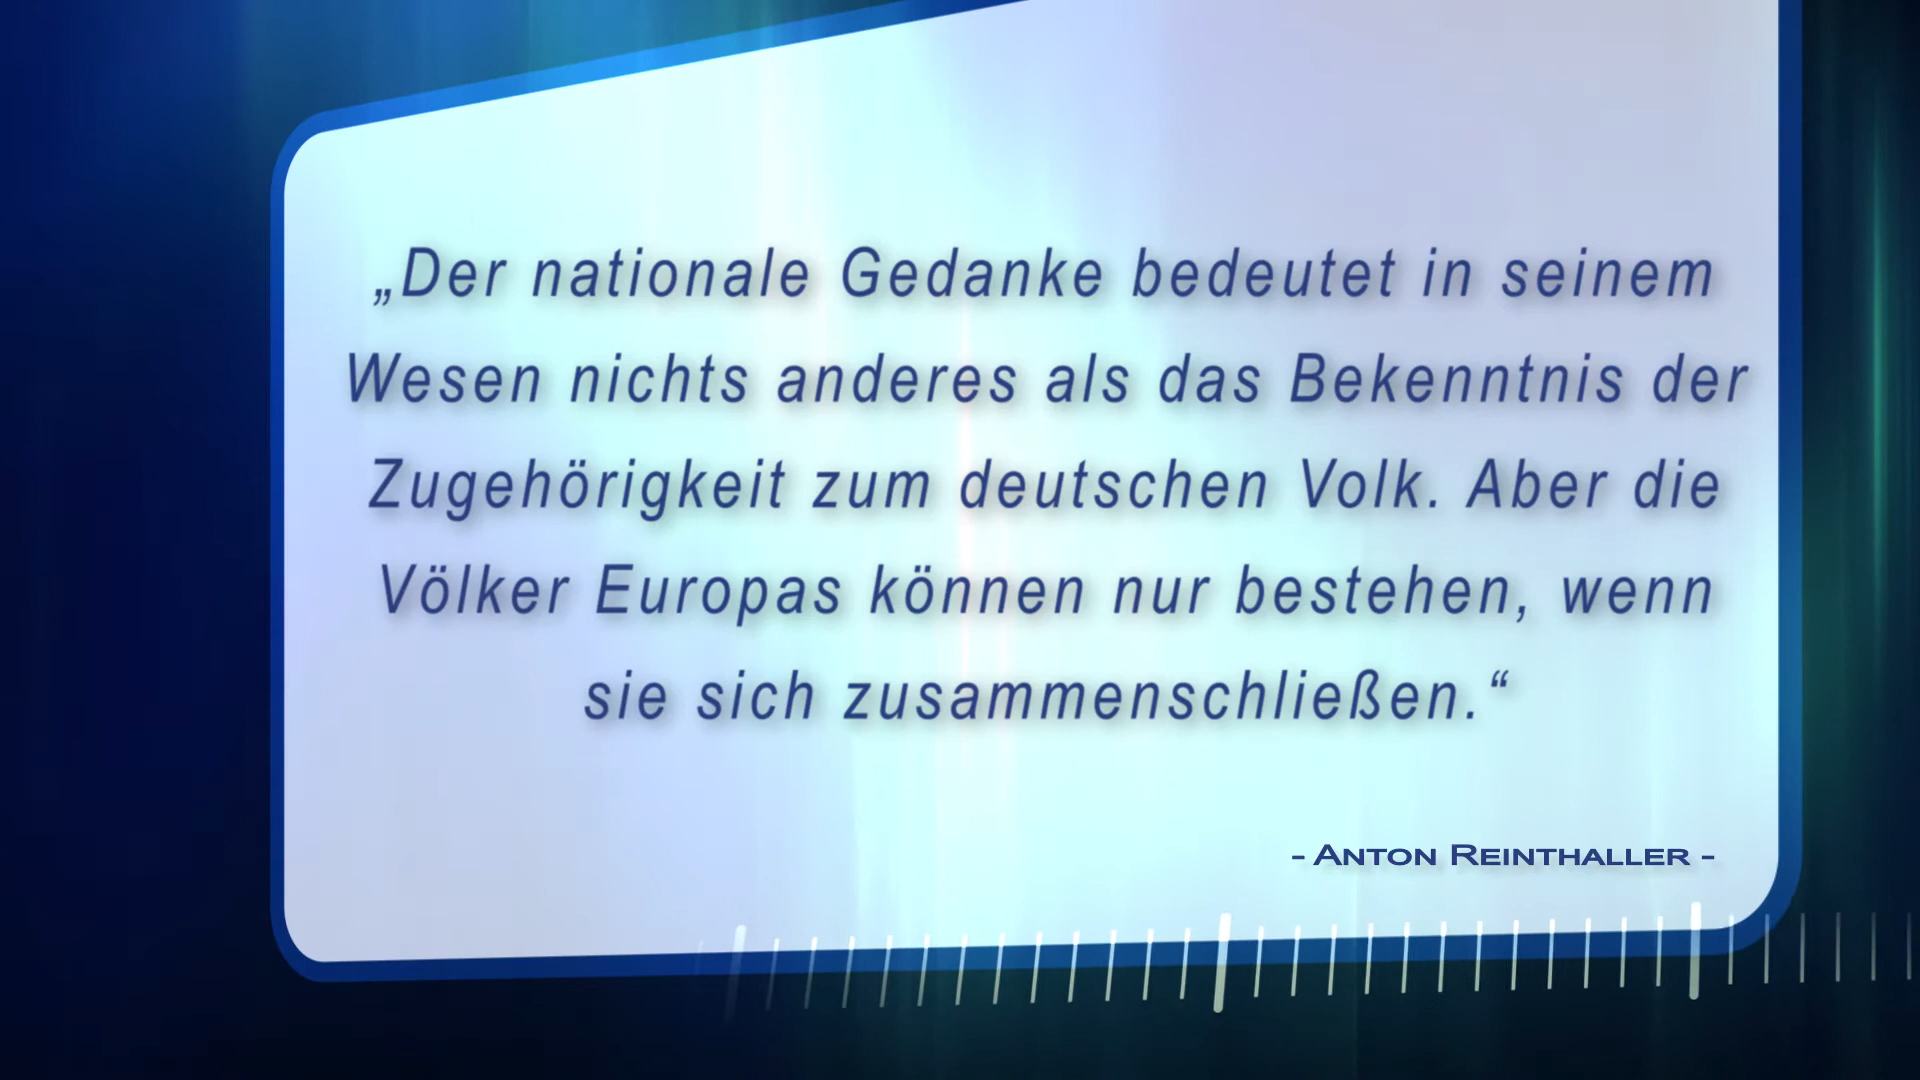 „Der nationale Gedanke bedeutet in seinem
Wesen nichts anderes als das Bekenntnis der
Zugehörigkeit zum deutschen Volk. Aber die
Völker Europas können nur bestehen, wenn
sie sich zusammenschließen.“
- Anton Reinthaller -